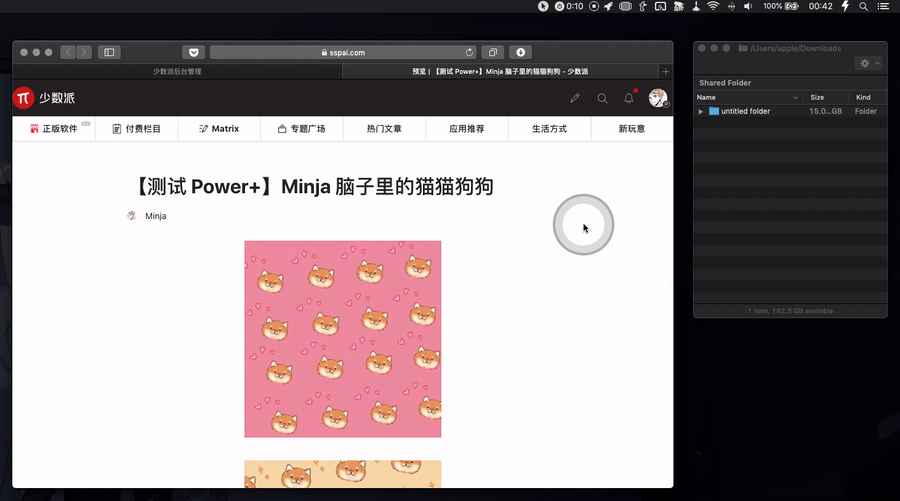 0:10
100%
00:42
sspai.com
少数派后台管理
预览 | 【测试 Power+】Minja 脑子里的猫猫狗狗 - 少数派
π 少数派
正版软件
付费栏目
Matrix
专题广场
热门文章
应用推荐
生活方式
新玩意
【测试 Power+】Minja 脑子里的猫猫狗狗
Minja
/Users/apple/Downloads
Shared Folder
Name
Size
Kind
untitled folder
15.0...GB
Folder
1 item, 182.3 GB available